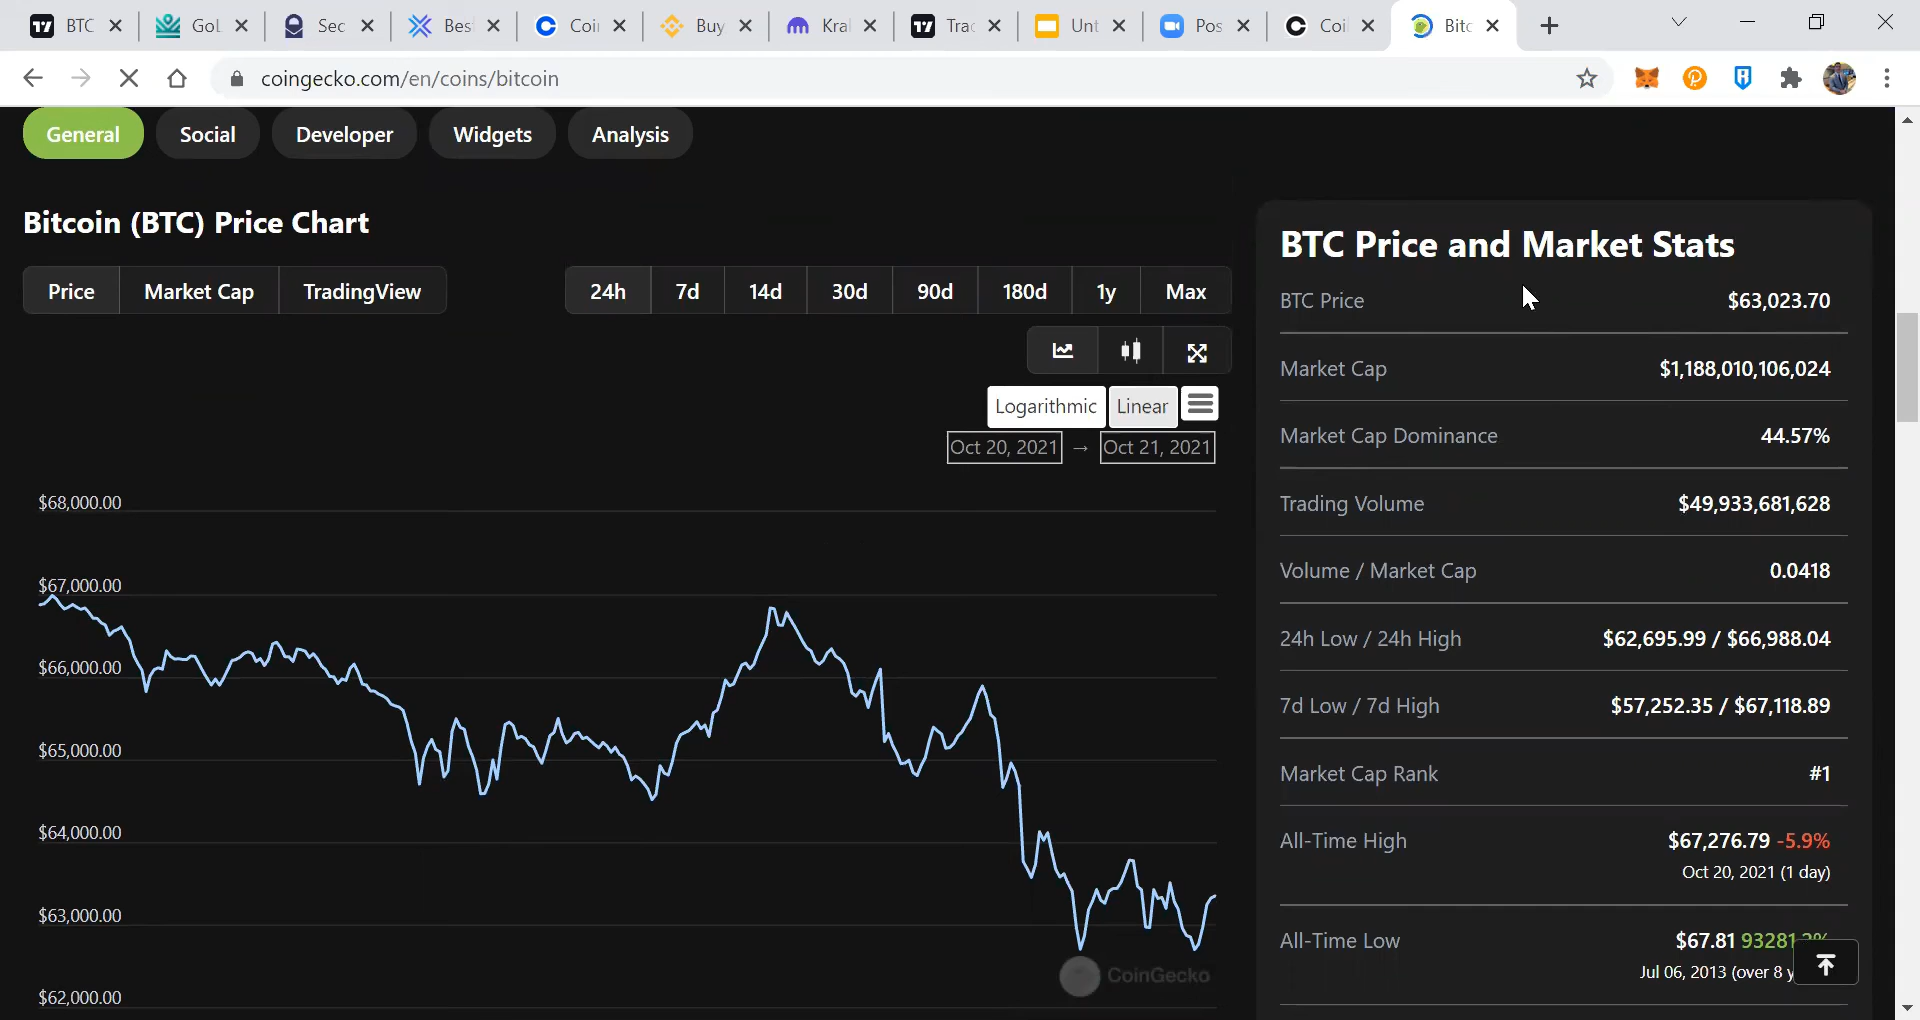 BTC GoL Sec Bes Coin Buy Kra Trac Unt Pos Coi Bitc
coingecko.com/en/coins/bitcoin
General Social Developer Widgets Analysis
Bitcoin (BTC) Price Chart
Price Market Cap TradingView
24h 7d 14d 30d 90d 180d 1y Max
Logarithmic Linear
Oct 20, 2021 → Oct 21, 2021
$68,000.00
$67,000.00
$66,000.00
$65,000.00
$64,000.00
$63,000.00
$62,000.00
CoinGecko
BTC Price and Market Stats
BTC Price $63,023.70
Market Cap $1,188,010,106,024
Market Cap Dominance 44.57%
Trading Volume $49,933,681,628
Volume / Market Cap 0.0418
24h Low / 24h High $62,695.99 / $66,988.04
7d Low / 7d High $57,252.35 / $67,118.89
Market Cap Rank #1
All-Time High $67,276.79 -5.9%
Oct 20, 2021 (1 day)
All-Time Low $67.81
Jul 06, 2013 (over 8 y